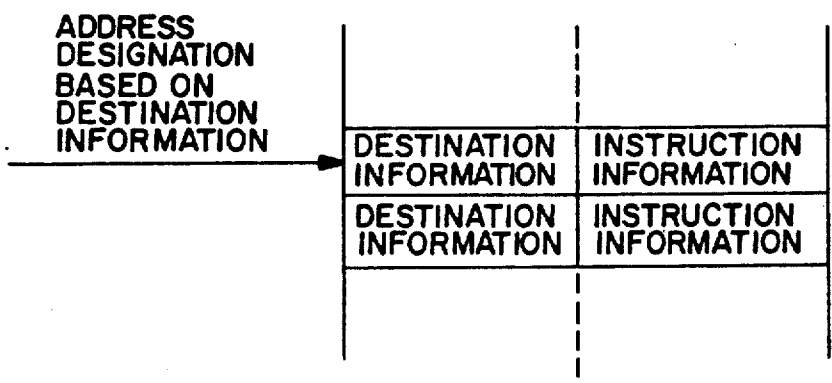 ADDRESS
DESIGNATION
BASED ON
DESTINATION
INFORMATION
DESTINATION INSTRUCTION
INFORMATION INFORMATION
DESTINATION INSTRUCTION
INFORMATION INFORMATION